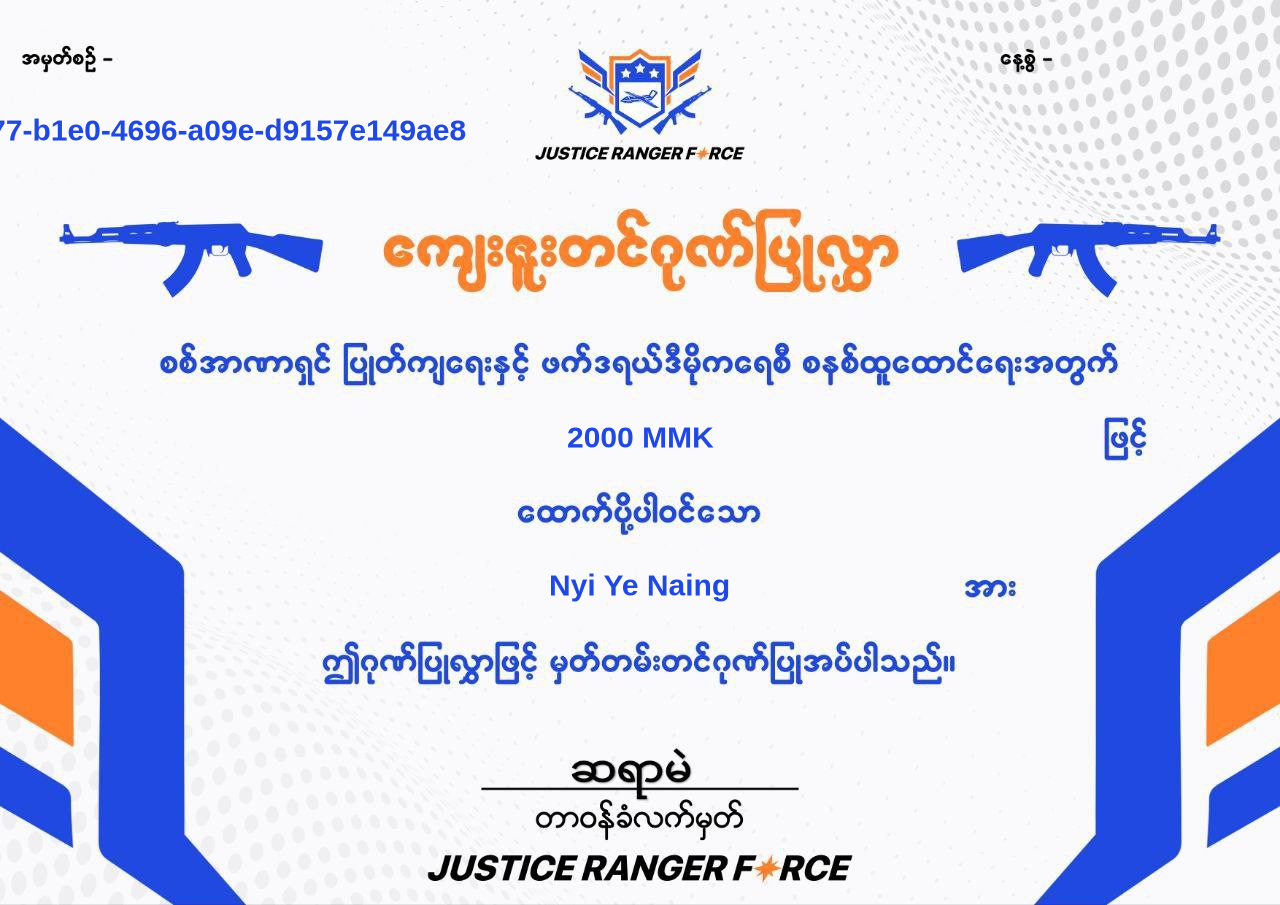 အမှတ်စဉ် –
နေ့စွဲ –
77-b1e0-4696-a09e-d9157e149ae8
JUSTICE RANGER FORCE
ကျေးဇူးတင်ဂုဏ်ပြုလွှာ
စစ်အာဏာရှင် ပြုတ်ကျရေးနှင့် ဖက်ဒရယ်ဒီမိုကရေစီ စနစ်ထူထောင်ရေးအတွက်
2000 MMK ဖြင့်
ထောက်ပို့ပါဝင်သော
Nyi Ye Naing အား
ဤဂုဏ်ပြုလွှာဖြင့် မှတ်တမ်းတင်ဂုဏ်ပြုအပ်ပါသည်။
ဆရာမဲ
တာဝန်ခံလက်မှတ်
JUSTICE RANGER FORCE